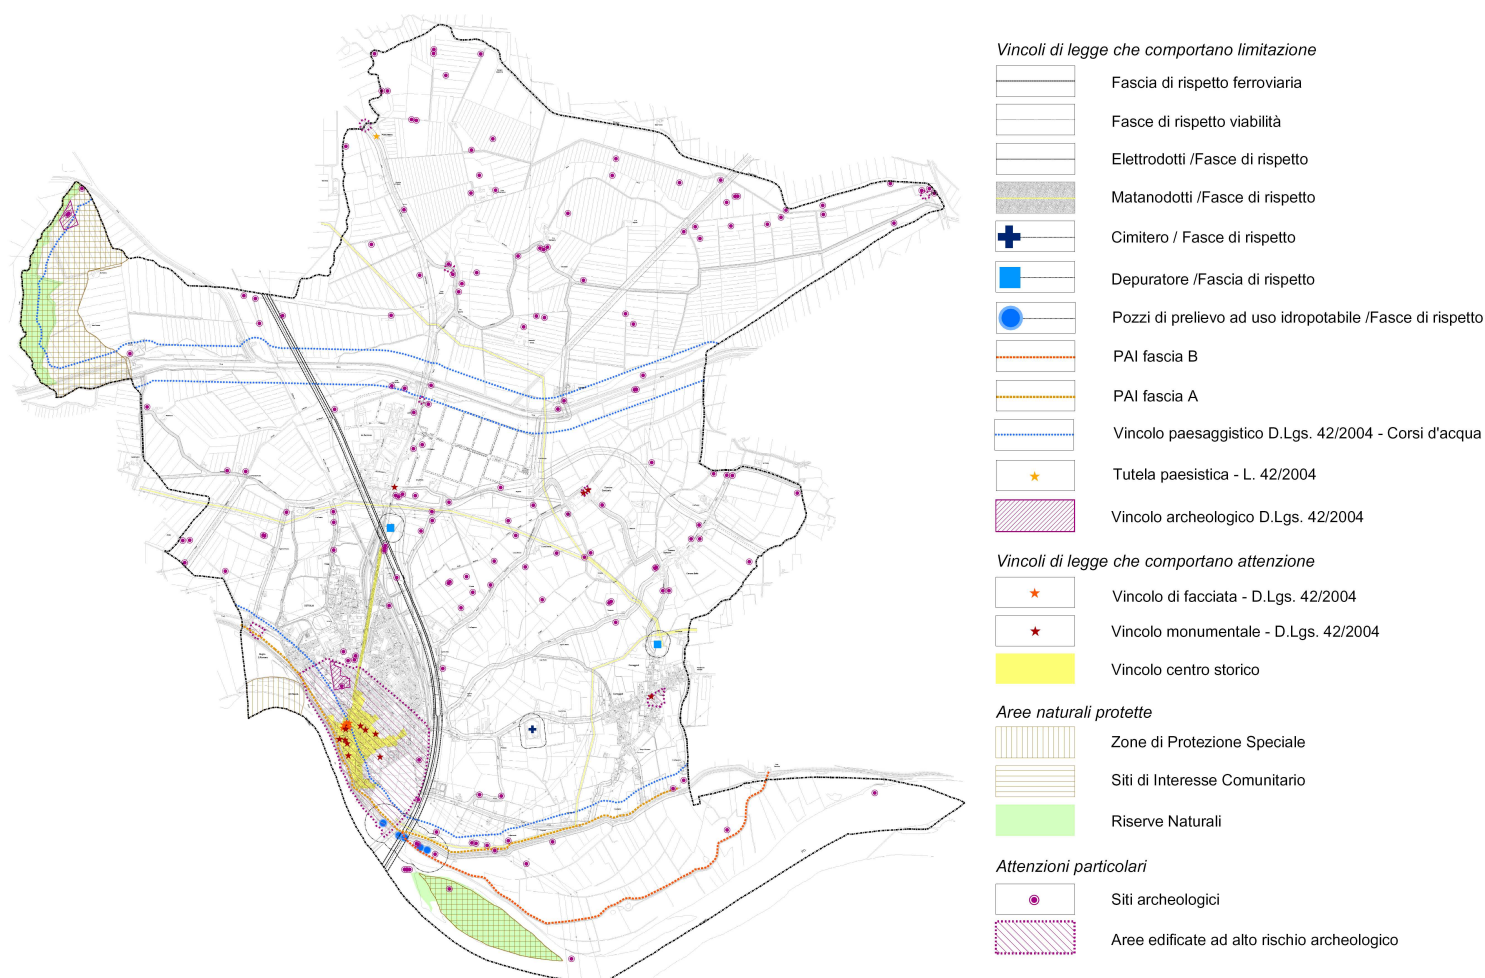 Vincoli di legge che comportano limitazione
Fascia di rispetto ferroviaria
Fasce di rispetto viabilità
Elettrodotti /Fasce di rispetto
Matanodotti /Fasce di rispetto
Cimitero / Fasce di rispetto
Depuratore /Fascia di rispetto
Pozzi di prelievo ad uso idropotabile /Fasce di rispetto
PAI fascia B
PAI fascia A
Vincolo paesaggistico D.Lgs. 42/2004 - Corsi d'acqua
Tutela paesistica - L. 42/2004
Vincolo archeologico D.Lgs. 42/2004
Vincoli di legge che comportano attenzione
Vincolo di facciata - D.Lgs. 42/2004
Vincolo monumentale - D.Lgs. 42/2004
Vincolo centro storico
Aree naturali protette
Zone di Protezione Speciale
Siti di Interesse Comunitario
Riserve Naturali
Attenzioni particolari
Siti archeologici
Aree edificate ad alto rischio archeologico